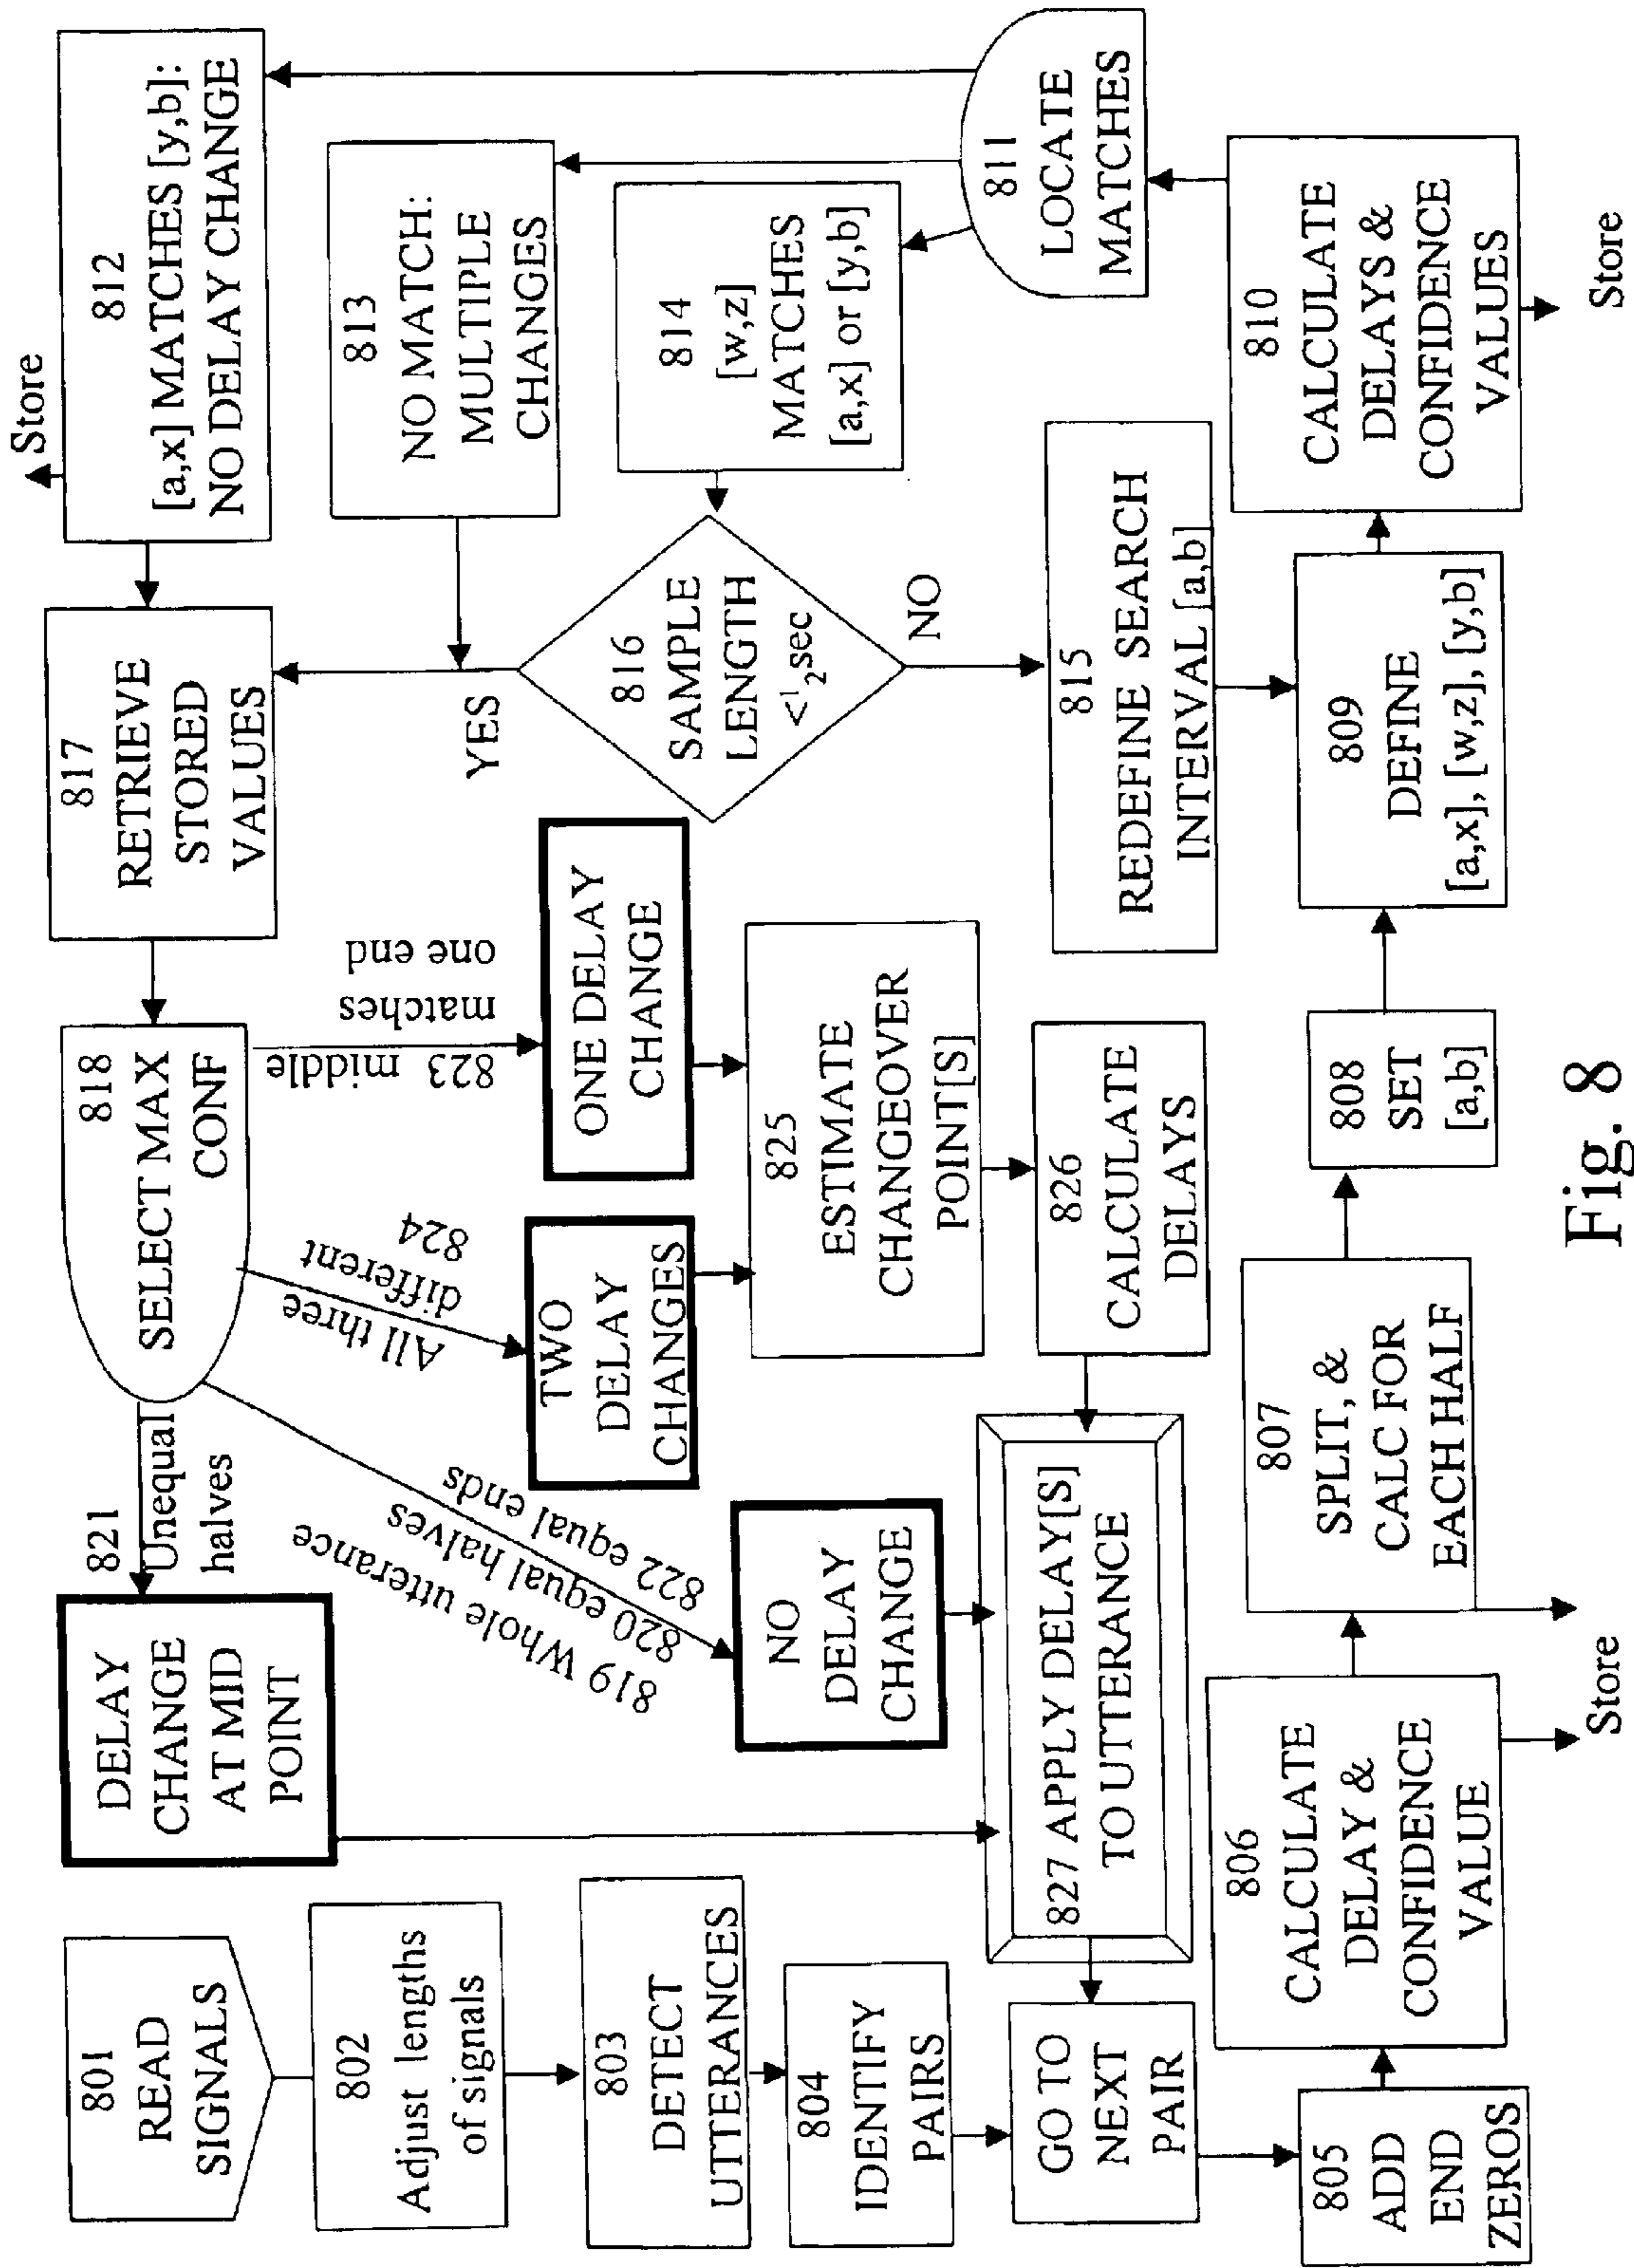 801
READ
SIGNALS
802
Adjust lengths
of signals
803
DETECT
UTTERANCES
804
IDENTIFY
PAIRS
GO TO
NEXT
PAIR
805
ADD
END
ZEROS
806
CALCULATE
DELAY &
CONFIDENCE
VALUE
Store
807
SPLIT, &
CALC FOR
EACH HALF
808
SET
[a,b]
809
DEFINE
[a,x], [w,z], [y,b]
810
CALCULATE
DELAYS &
CONFIDENCE
VALUES
Store
811
LOCATE
MATCHES
812
[a,x] MATCHES [y,b]:
NO DELAY CHANGE
Store
813
NO MATCH:
MULTIPLE
CHANGES
814
[w,z]
MATCHES
[a,x] or [y,b]
816
SAMPLE
LENGTH
<½sec
YES
NO
815
REDEFINE SEARCH
INTERVAL [a,b]
817
RETRIEVE
STORED
VALUES
818
SELECT MAX
CONF
821
Unequal
halves
DELAY
CHANGE
AT MID
POINT
819 Whole utterance
820 equal halves
822 equal ends
NO
DELAY
CHANGE
All three
different
824
TWO
DELAY
CHANGES
823 middle
matches
one end
ONE DELAY
CHANGE
825
ESTIMATE
CHANGEOVER
POINT[S]
826
CALCULATE
DELAYS
827 APPLY DELAY[S]
TO UTTERANCE
Fig. 8